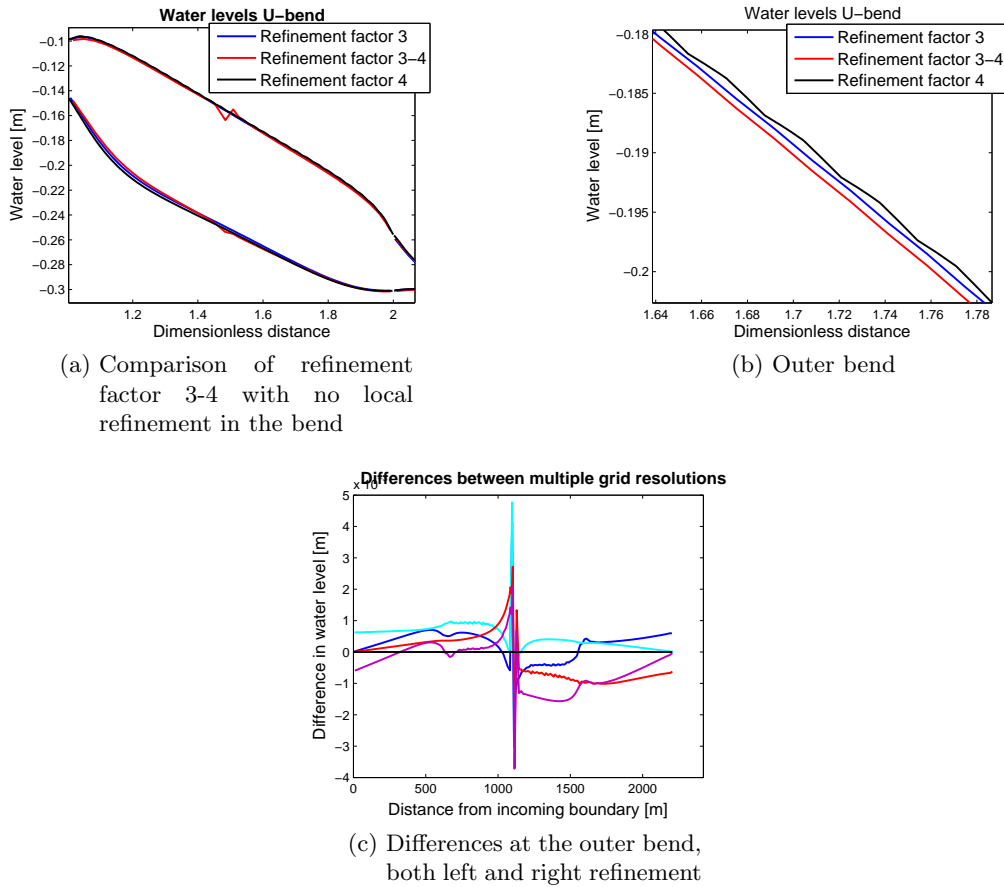 Water levels U-bend
Refinement factor 3
Refinement factor 3-4
Refinement factor 4
Water level [m]
-0.1
-0.12
-0.14
-0.16
-0.18
-0.2
-0.22
-0.24
-0.26
-0.28
-0.3
1.2 1.4 1.6 1.8 2
Dimensionless distance
(a) Comparison of refinement
factor 3-4 with no local
refinement in the bend
Water levels U-bend
Refinement factor 3
Refinement factor 3-4
Refinement factor 4
Water level [m]
-0.18
-0.185
-0.19
-0.195
-0.2
1.64 1.66 1.68 1.7 1.72 1.74 1.76 1.78
Dimensionless distance
(b) Outer bend
Differences between multiple grid resolutions
x 10
Difference in water level [m]
5
4
3
2
1
0
-1
-2
-3
-4
0 500 1000 1500 2000
Distance from incoming boundary [m]
(c) Differences at the outer bend,
both left and right refinement